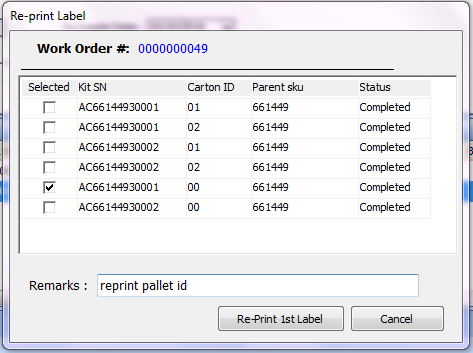 Re-print Label
Work Order #: 0000000049
Selected Kit SN Carton ID Parent sku Status
AC66144930001 01 661449 Completed
AC66144930001 02 661449 Completed
AC66144930002 01 661449 Completed
AC66144930002 02 661449 Completed
AC66144930001 00 661449 Completed
AC66144930002 00 661449 Completed
Remarks : reprint pallet id
Re-Print 1st Label Cancel